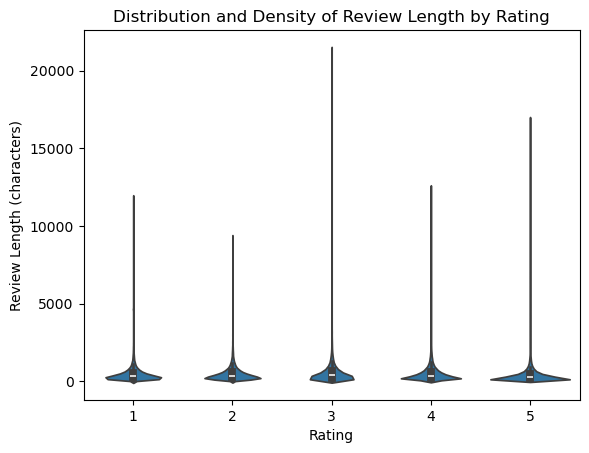 Distribution and Density of Review Length by Rating
20000
15000
10000
5000
0
Review Length (characters)
1 2 3 4 5
Rating